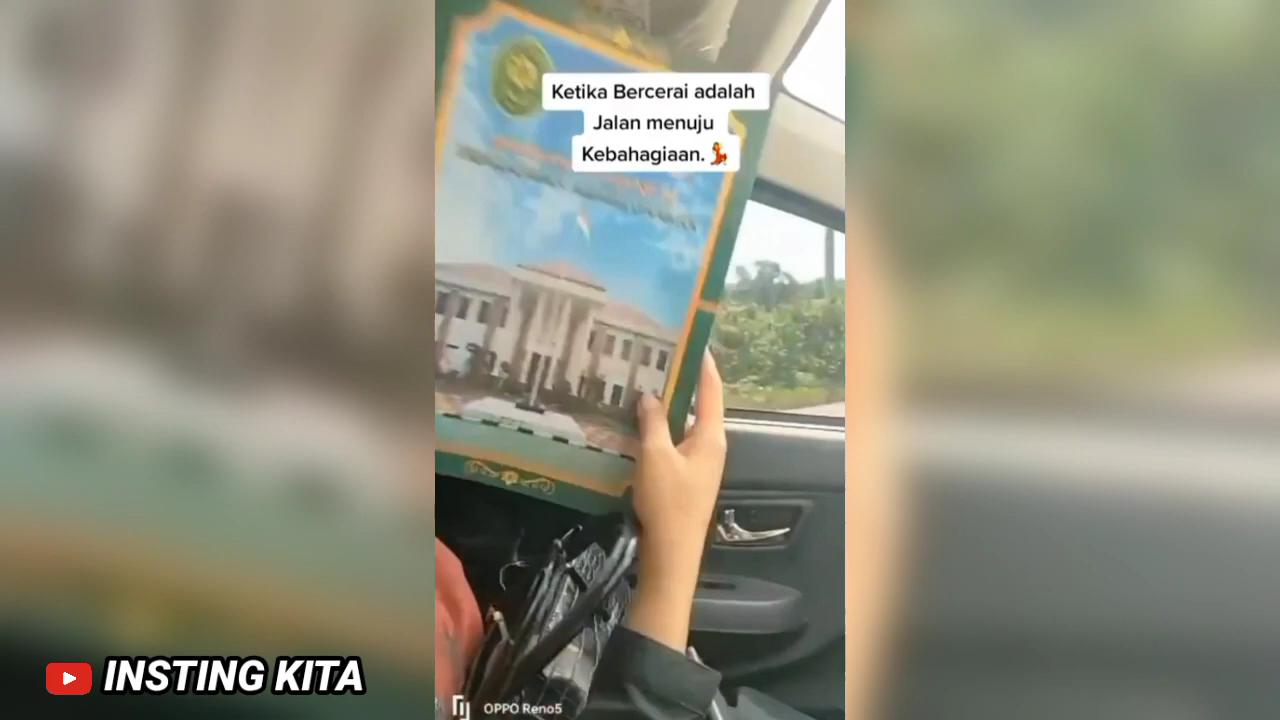 Ketika Bercerai adalah
Jalan menuju
Kebahagiaan.💃
INSTING KITA
OPPO Reno5